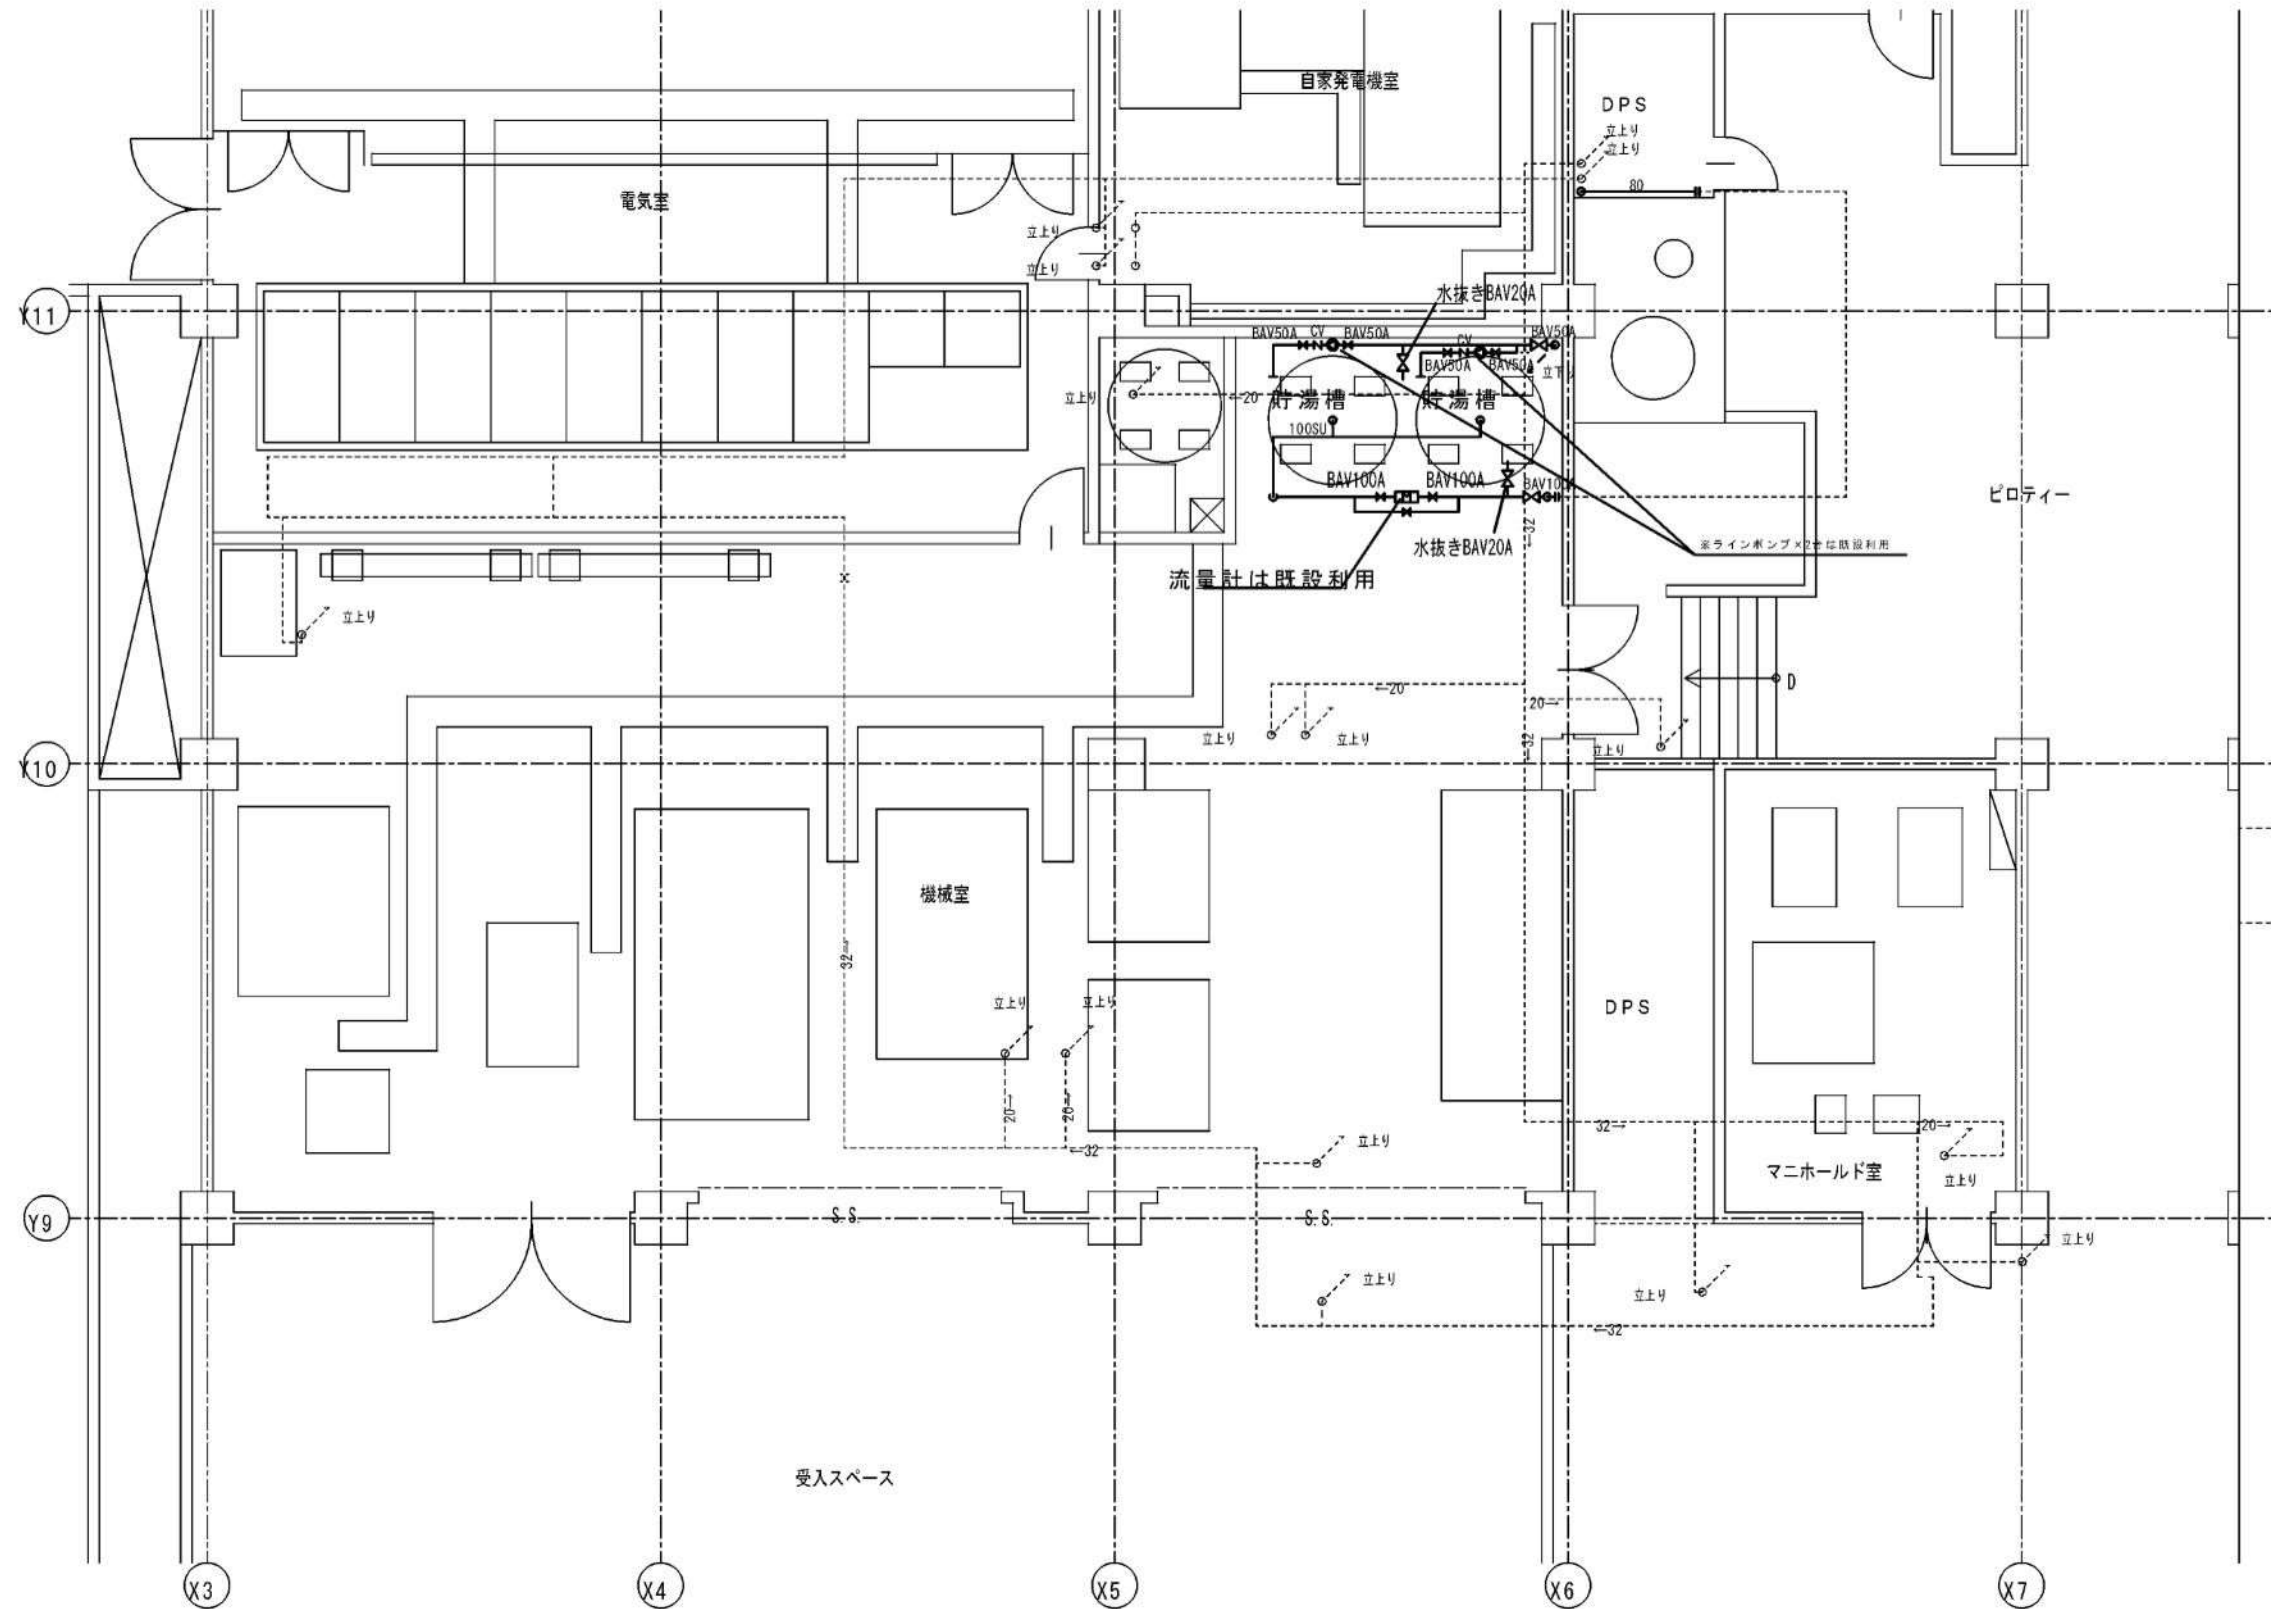 自家発電機室
DPS
立上り
立上り
80
電気室
立上り
立上り
Y11
水抜きBAV20A
BAV50A
CV
BAV50A
BAV50A
CV
BAV50A
BAV50A
立下り
立上り
←20
貯湯槽
貯湯槽
100SU
BAV100A
BAV100A
BAV100A
ピロティー
←32
水抜きBAV20A
※ラインポンプ×2台は既設利用
流量計は既設利用
立上り
←20
D
20→
立上り
立上り
←32
立上り
Y10
機械室
32→
立上り
立上り
DPS
20→
20→
←32
立上り
32→
20→
マニホールド室
立上り
Y9
S.S.
S.S.
立上り
立上り
立上り
←32
受入スペース
X3
X4
X5
X6
X7